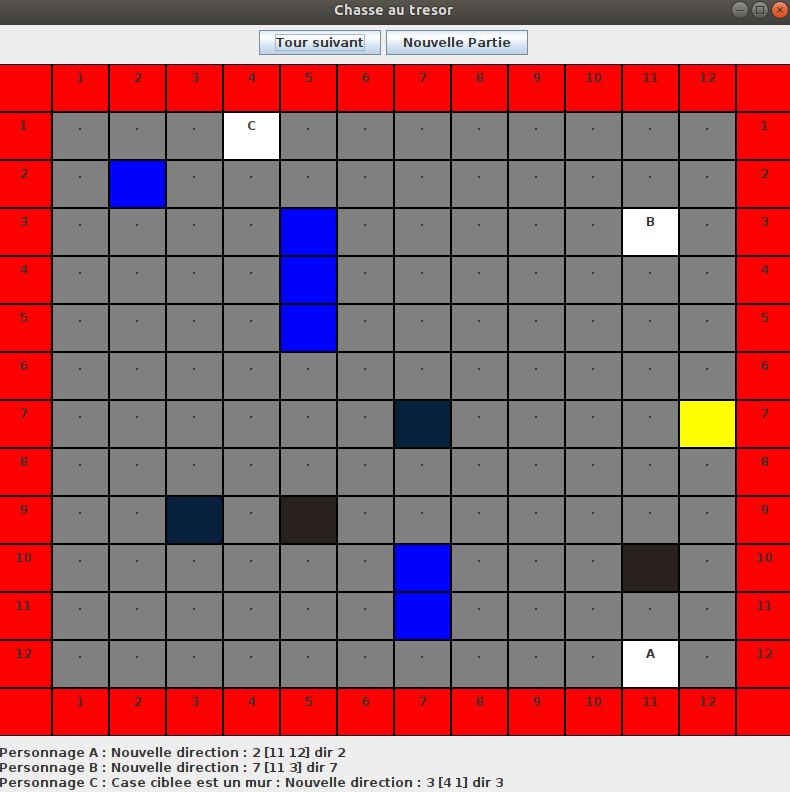 Chasse au tresor
Tour suivant Nouvelle Partie
1 2 3 4 5 6 7 8 9 10 11 12
1 . . . C . . . . . . . . 1
2 . . . . . . . . . . . 2
3 . . . . . . . . . B . 3
4 . . . . . . . . . . . 4
5 . . . . . . . . . . . 5
6 . . . . . . . . . . . . 6
7 . . . . . . . . . . 7
8 . . . . . . . . . . . . 8
9 . . . . . . . . . . 9
10 . . . . . . . . . . 10
11 . . . . . . . . . . . 11
12 . . . . . . . . . . A . 12
1 2 3 4 5 6 7 8 9 10 11 12
Personnage A : Nouvelle direction : 2 [11 12] dir 2
Personnage B : Nouvelle direction : 7 [11 3] dir 7
Personnage C : Case ciblee est un mur : Nouvelle direction : 3 [4 1] dir 3